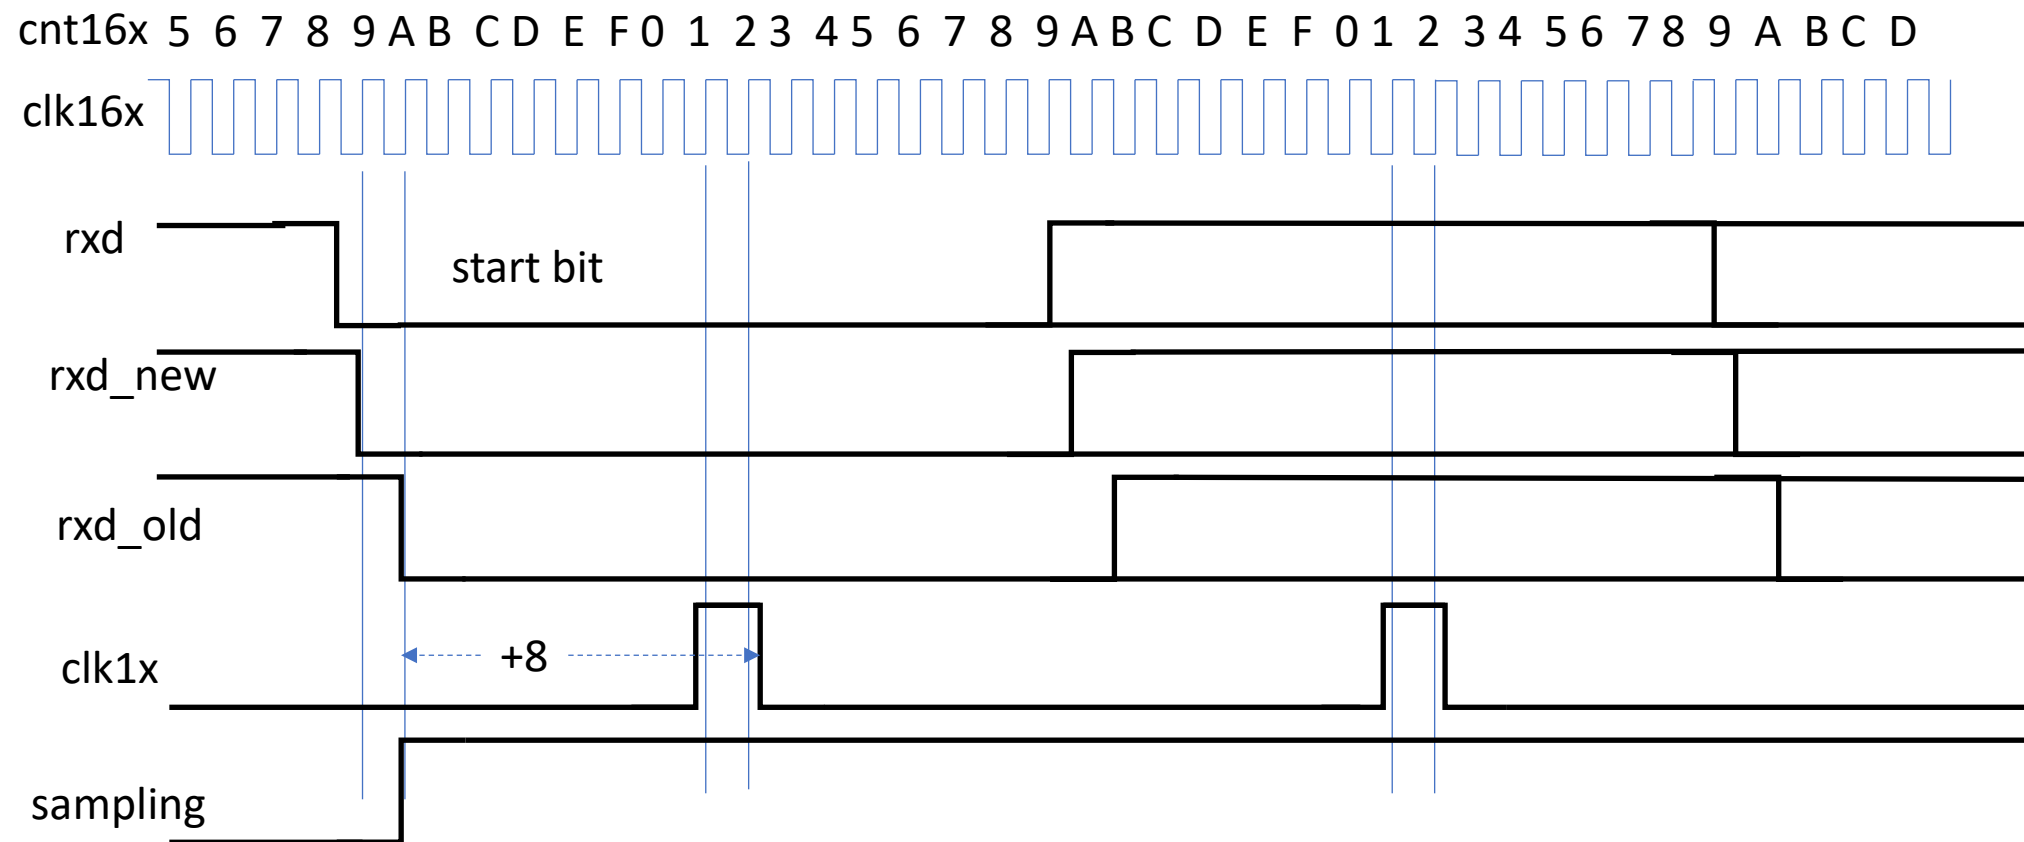 cnt16x 5 6 7 8 9 A B C D E F 0 1 2 3 4 5 6 7 8 9 A B C D E F 0 1 2 3 4 5 6 7 8 9 A B C D
clk16x
rxd
start bit
rxd_new
rxd_old
+8
clk1x
sampling